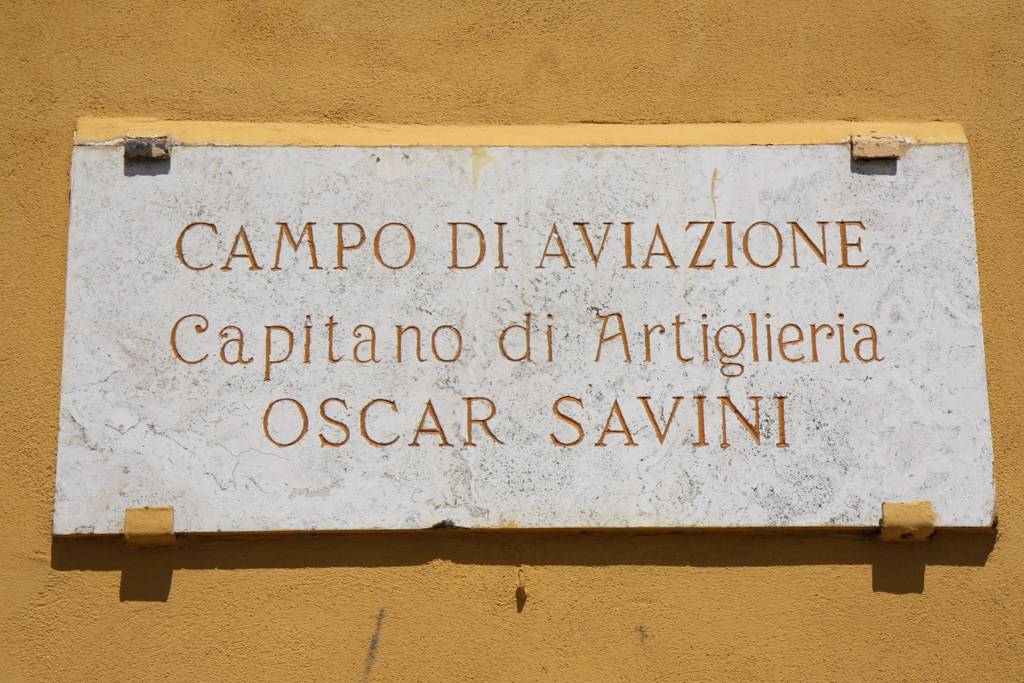 CAMPO DI AVIAZIONE
Capitano di Artiglieria
OSCAR SAVINI